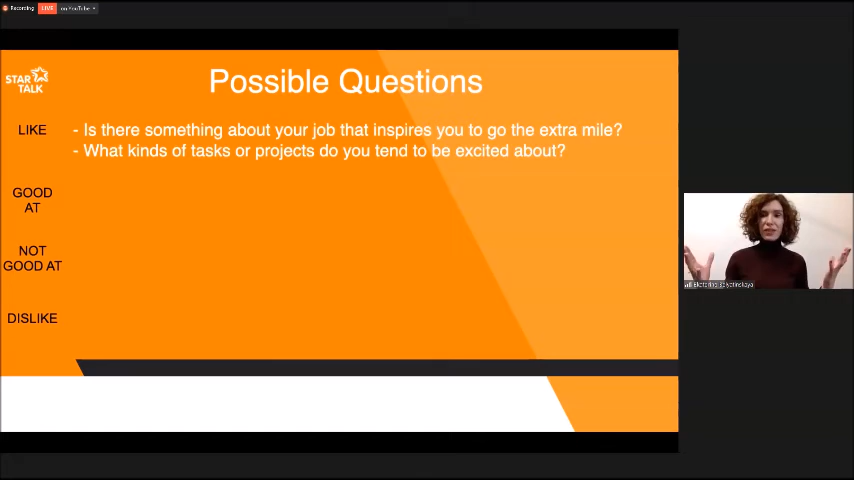 Recording
LIVE
on YouTube
STAR
TALK
Possible Questions
LIKE
- Is there something about your job that inspires you to go the extra mile?
- What kinds of tasks or projects do you tend to be excited about?
GOOD
AT
NOT
GOOD AT
DISLIKE